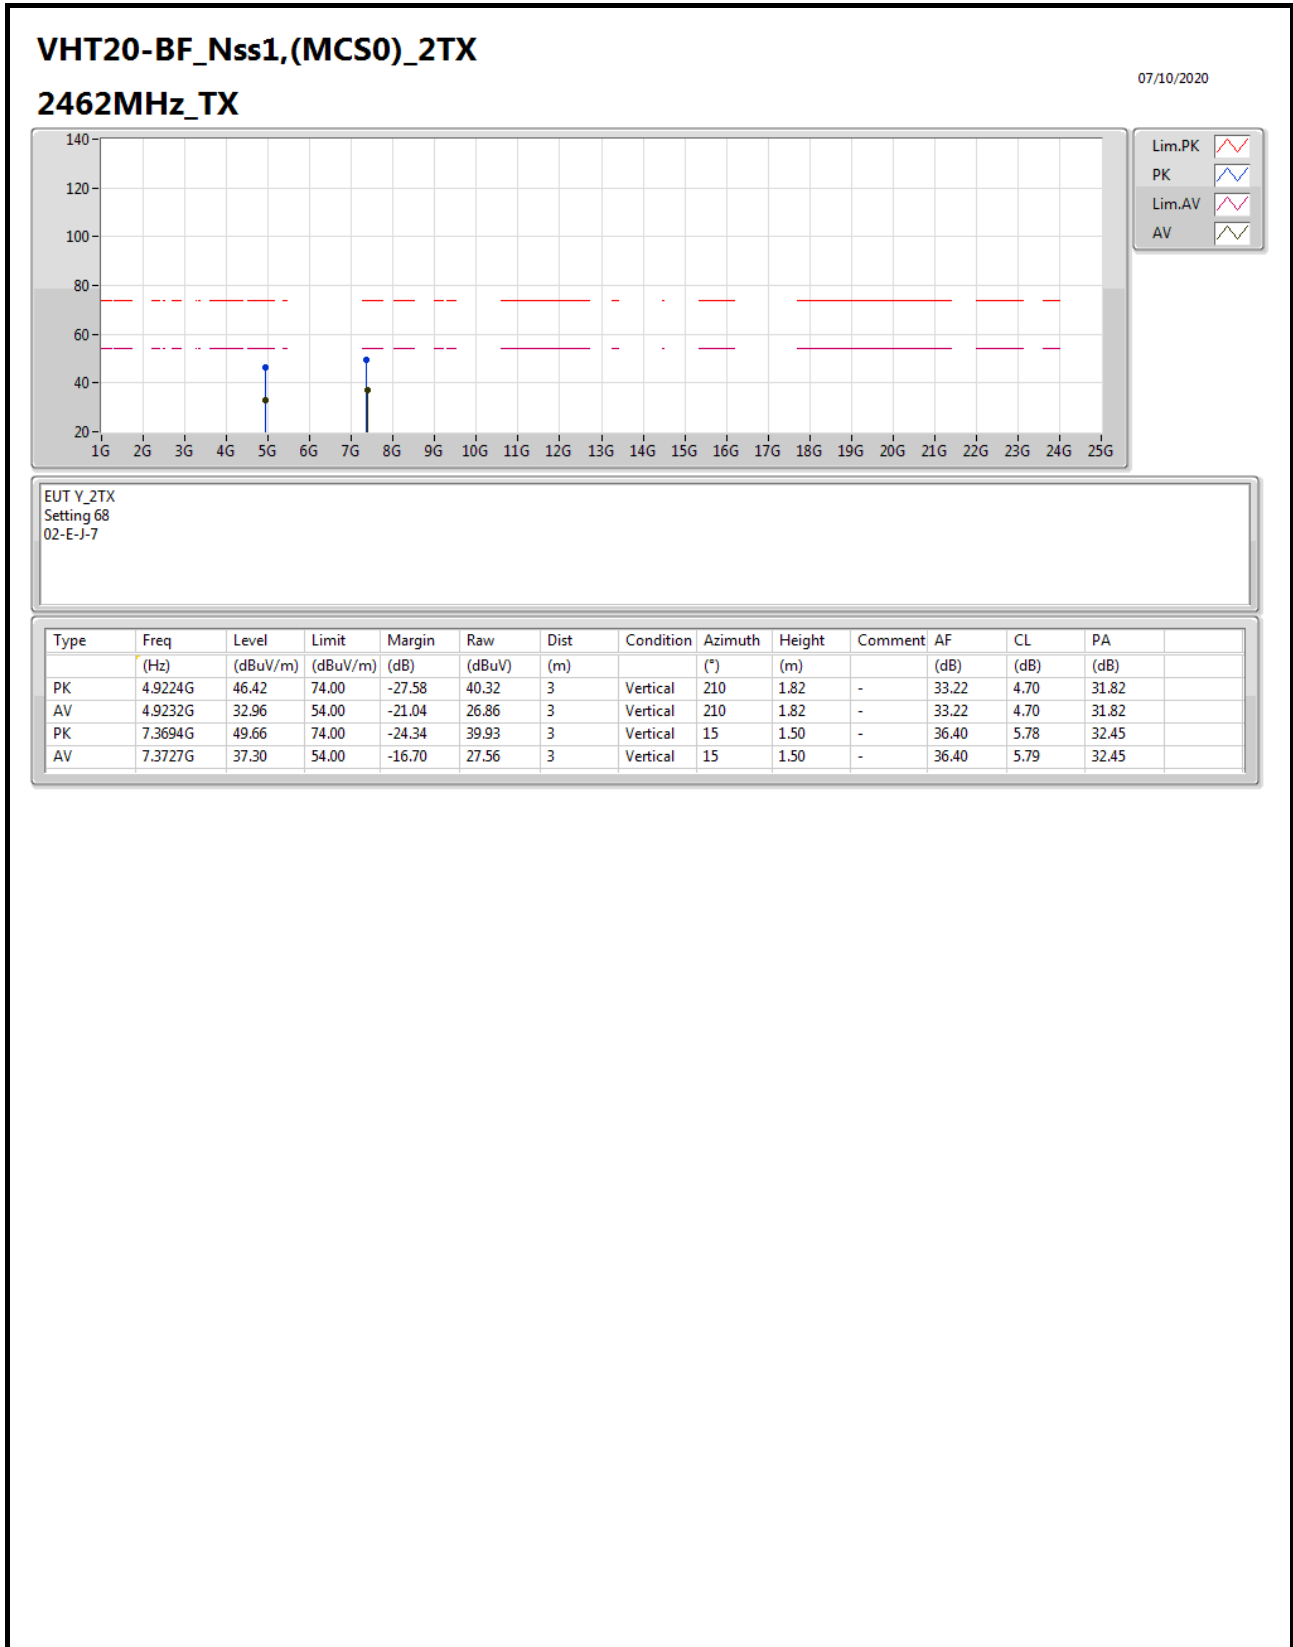 VHT20-BF_Nss1,(MCS0)_2TX
07/10/2020
2462MHz_TX
140
120
100
80
60
40
20
1G 2G 3G 4G 5G 6G 7G 8G 9G 10G 11G 12G 13G 14G 15G 16G 17G 18G 19G 20G 21G 22G 23G 24G 25G
Lim.PK
PK
Lim.AV
AV
EUT Y_2TX
Setting 68
02-E-J-7
Type Freq Level Limit Margin Raw Dist Condition Azimuth Height Comment AF CL PA
(Hz) (dBuV/m) (dBuV/m) (dB) (dBuV) (m) (°) (m) (dB) (dB) (dB)
PK 4.9224G 46.42 74.00 -27.58 40.32 3 Vertical 210 1.82 - 33.22 4.70 31.82
AV 4.9232G 32.96 54.00 -21.04 26.86 3 Vertical 210 1.82 - 33.22 4.70 31.82
PK 7.3694G 49.66 74.00 -24.34 39.93 3 Vertical 15 1.50 - 36.40 5.78 32.45
AV 7.3727G 37.30 54.00 -16.70 27.56 3 Vertical 15 1.50 - 36.40 5.79 32.45